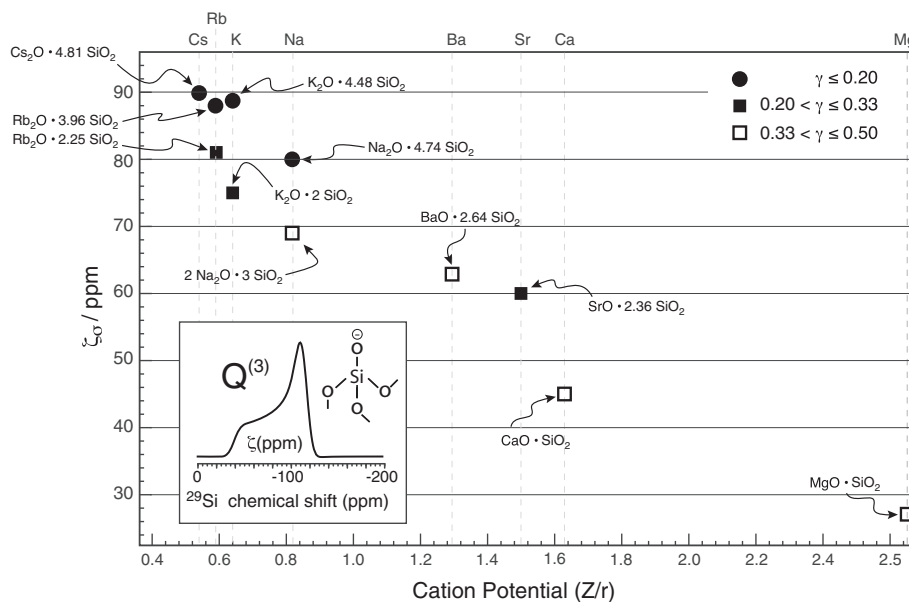 Rb
Cs K Na Ba Sr Ca Mg
Cs₂O • 4.81 SiO₂
K₂O • 4.48 SiO₂
γ ≤ 0.20
0.20 < γ ≤ 0.33
0.33 < γ ≤ 0.50
Rb₂O • 3.96 SiO₂
Rb₂O • 2.25 SiO₂
Na₂O • 4.74 SiO₂
K₂O • 2 SiO₂
BaO • 2.64 SiO₂
2 Na₂O • 3 SiO₂
SrO • 2.36 SiO₂
CaO • SiO₂
MgO • SiO₂
90
80
70
60
50
40
30
ζσ / ppm
Q(3)
⊖
O
Si
O O
O
ζ(ppm)
0 -100 -200
²⁹Si chemical shift (ppm)
0.4 0.6 0.8 1.0 1.2 1.4 1.6 1.8 2.0 2.1 2.3 2.5
Cation Potential (Z/r)